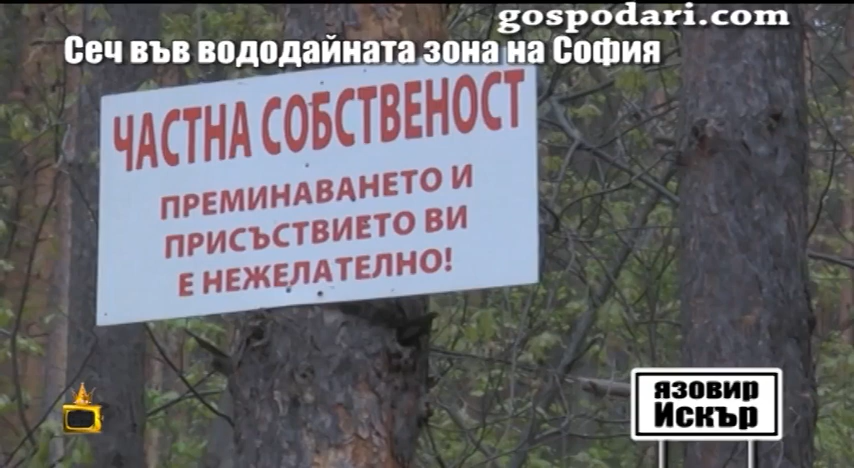 gospodari.com
Сеч във вододайната зона на София
ЧАСТНА СОБСТВЕНОСТ
ПРЕМИНАВАНЕТО И
ПРИСЪСТВИЕТО ВИ
Е НЕЖЕЛАТЕЛНО!
язовир
Искър